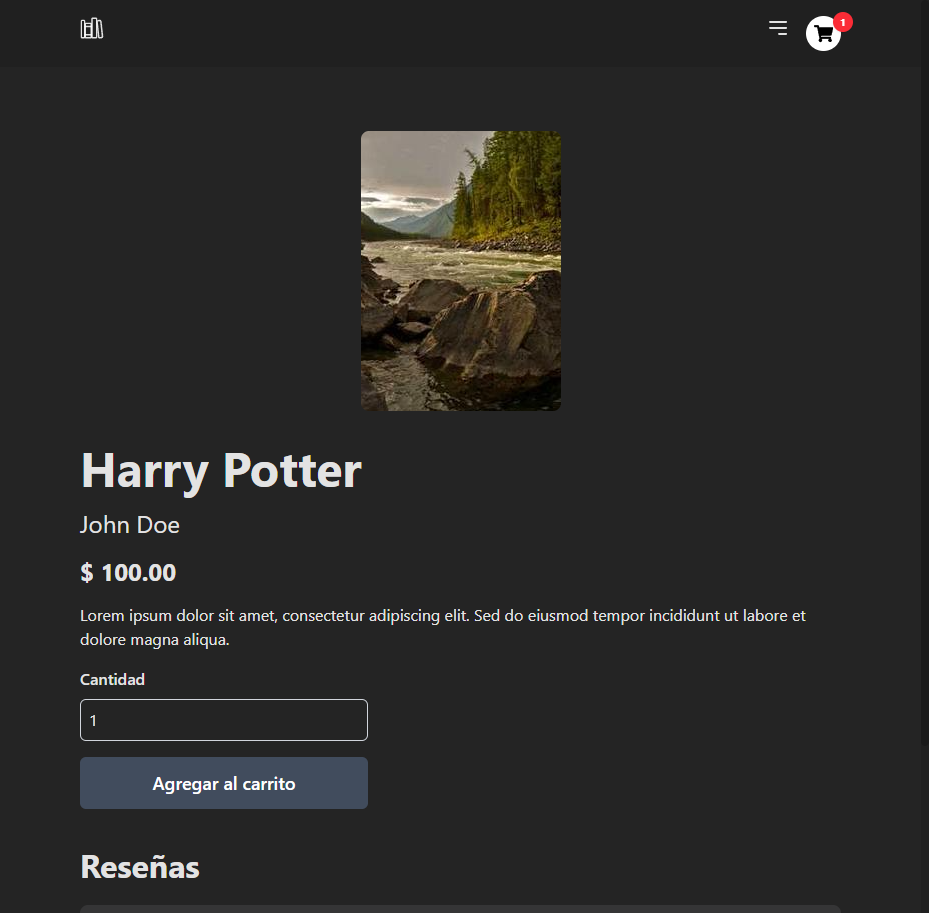 1
Harry Potter
John Doe
$ 100.00
Lorem ipsum dolor sit amet, consectetur adipiscing elit. Sed do eiusmod tempor incididunt ut labore et
dolore magna aliqua.
Cantidad
1
Agregar al carrito
Reseñas